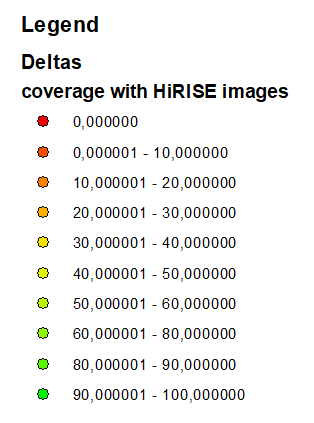 Legend
Deltas
coverage with HiRISE images
0,000000
0,000001 - 10,000000
10,000001 - 20,000000
20,000001 - 30,000000
30,000001 - 40,000000
40,000001 - 50,000000
50,000001 - 60,000000
60,000001 - 80,000000
80,000001 - 90,000000
90,000001 - 100,000000